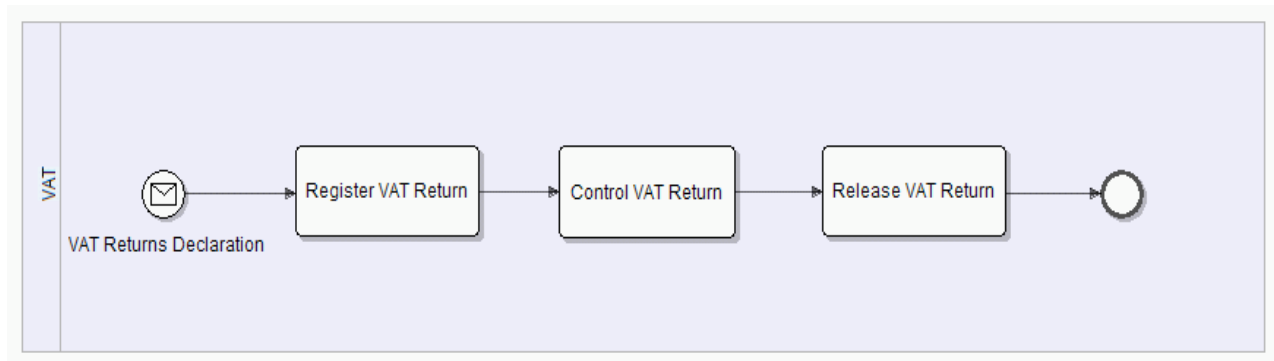 VAT
VAT Returns Declaration
Register VAT Return
Control VAT Return
Release VAT Return